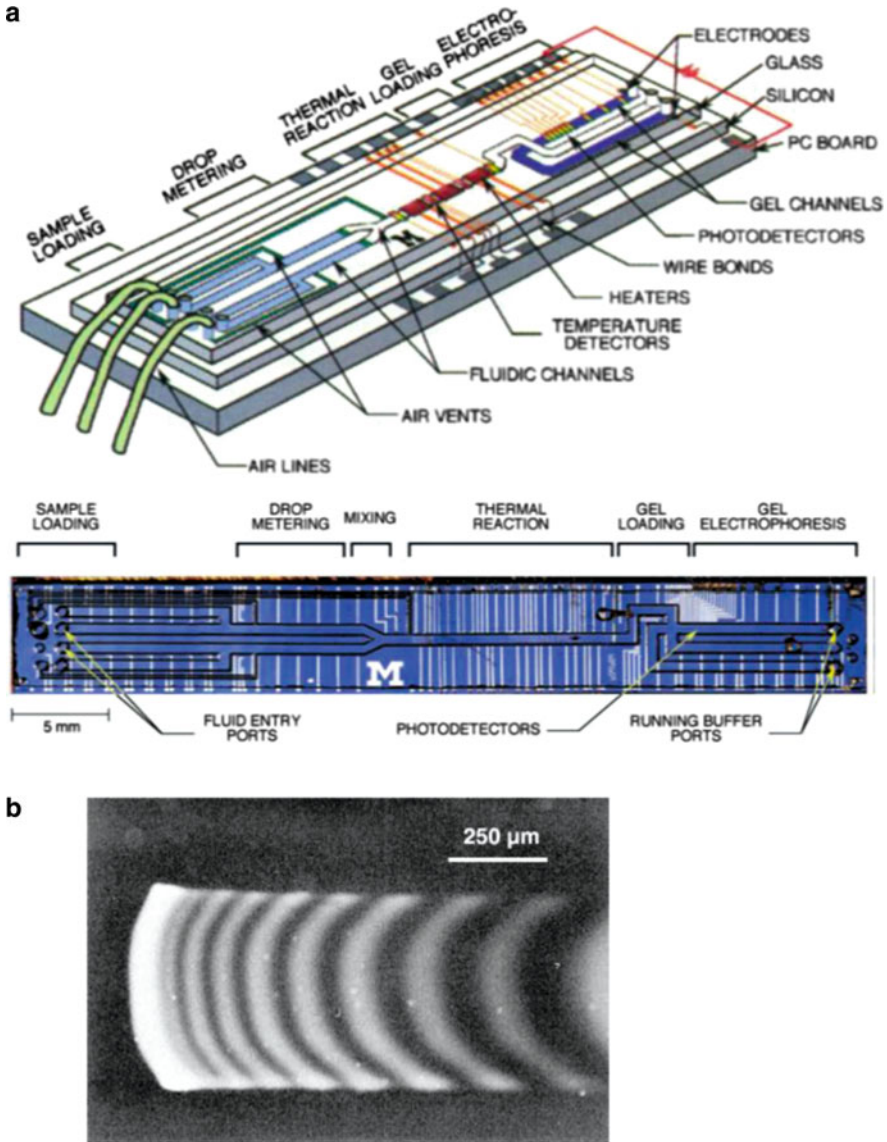 a
SAMPLE
LOADING
DROP
METERING
THERMAL
REACTION
GEL
LOADING
ELECTRO-
PHORESIS
ELECTRODES
GLASS
SILICON
PC BOARD
GEL CHANNELS
PHOTODETECTORS
WIRE BONDS
HEATERS
TEMPERATURE
DETECTORS
FLUIDIC CHANNELS
AIR VENTS
AIR LINES
M
SAMPLE
LOADING
DROP
METERING
MIXING
THERMAL
REACTION
GEL
LOADING
GEL
ELECTROPHORESIS
M
5 mm
FLUID ENTRY
PORTS
PHOTODETECTORS
RUNNING BUFFER
PORTS
b
250 µm